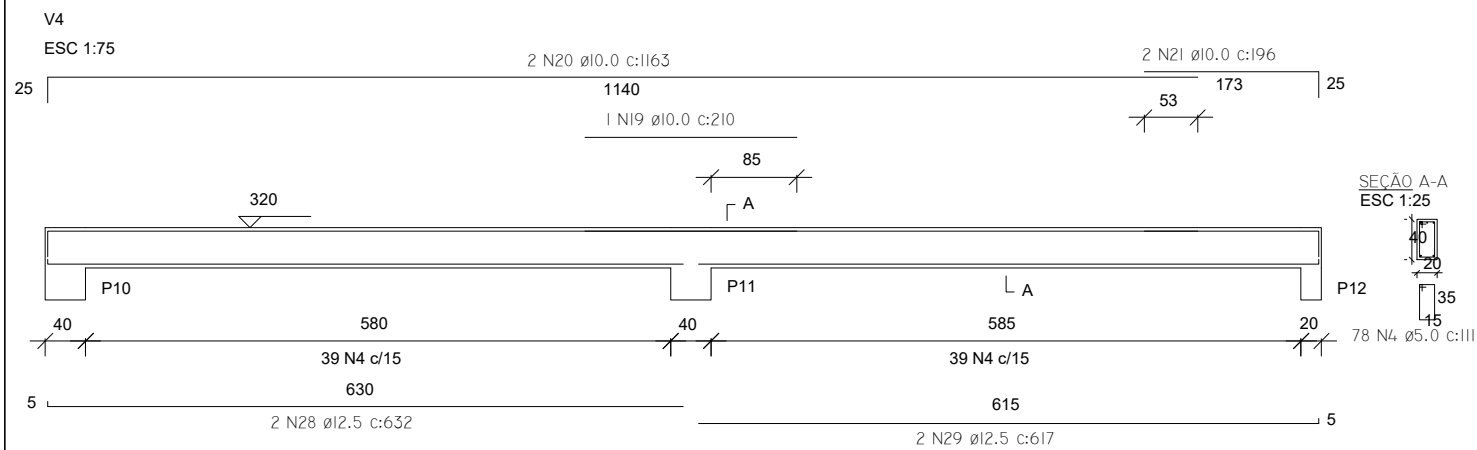 V4
ESC 1:75
2 N20 ø10.0 c:1163
2 N21 ø10.0 c:196
25
1140
173
25
53
1 N19 ø10.0 c:210
85
320
A
SEÇÃO A-A
ESC 1:25
40
20
P10
P11
A
P12
35
15
78 N4 ø5.0 c:111
40
580
40
585
20
39 N4 c/15
39 N4 c/15
5
630
615
5
2 N28 ø12.5 c:632
2 N29 ø12.5 c:617